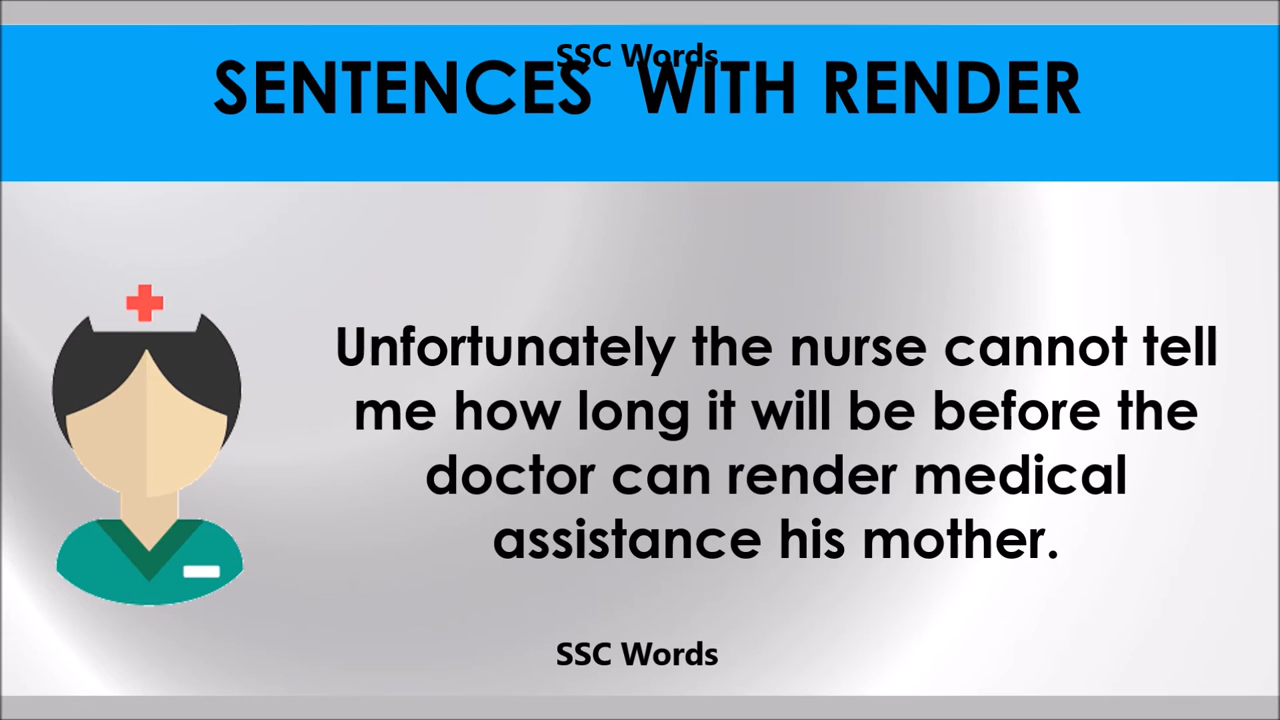 SSC Words
SENTENCES WITH RENDER
Unfortunately the nurse cannot tell
me how long it will be before the
doctor can render medical
assistance his mother.
SSC Words